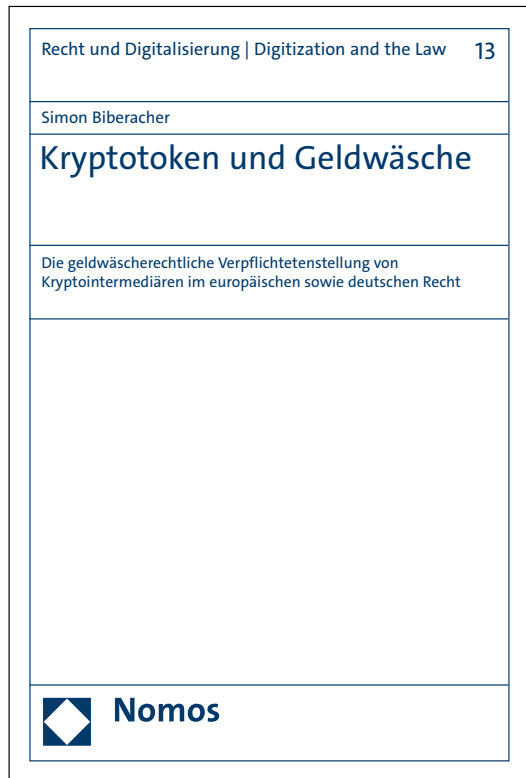 Recht und Digitalisierung | Digitization and the Law 13
Simon Biberacher
Kryptotoken und Geldwäsche
Die geldwäscherechtliche Verpflichtetenstellung von
Kryptointermediären im europäischen sowie deutschen Recht
Nomos